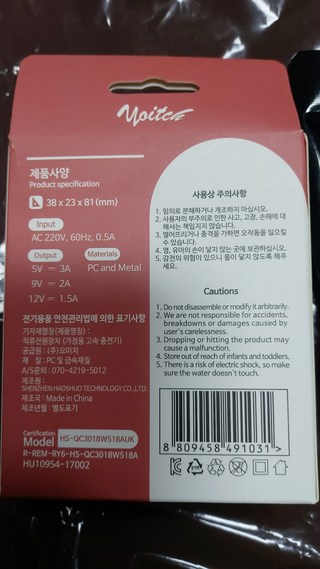 Yoitch
제품사양
Product specification
38 x 23 x 81 (mm)
Input
AC 220V, 60Hz, 0.5A
Output
Materials
5V = 3A
PC and Metal
9V = 2A
12V = 1.5A
전기용품 안전관리법에 의한 표기사항
기자재명칭(제품명칭) :
직류전원장치 (가정용 고속 충전기)
공급원 : (주)요이치
재 질 : PC 및 금속재질
A/S문의 : 070-4219-5012
제조원 :
SHENZHEN HAOSHUO TECHNOLOGY CO.,LTD.
제조국 : Made in China
제조년월 : 별도표기
Certification
Model
HS-QC3018W518AUK
R-REM-RY6-HS-QC3018W518A
HU10954-17002
사용상 주의사항
1. 임의로 분해하거나 개조하지 마십시오.
2. 사용자의 부주의로 인한 사고, 고장, 손해에 대
해서는 책임지지 않습니다.
3. 떨어뜨리거나 충격을 가하면 오작동을 일으킬
수 있습니다.
4. 영, 유아의 손이 닿지 않는 곳에 보관하십시오.
5. 감전의 위험이 있으니 물이 닿지 않도록 해주
세요.
Cautions
1. Do not disassemble or modify it arbitrarily.
2. We are not responsible for accidents,
breakdowns or damages caused by
user's carelessness.
3. Dropping or hitting the product may
cause a malfunction.
4. Store out of reach of infants and toddlers.
5. There is a risk of electric shock, so make
sure the water doesn't touch.
8 809458 491031 >